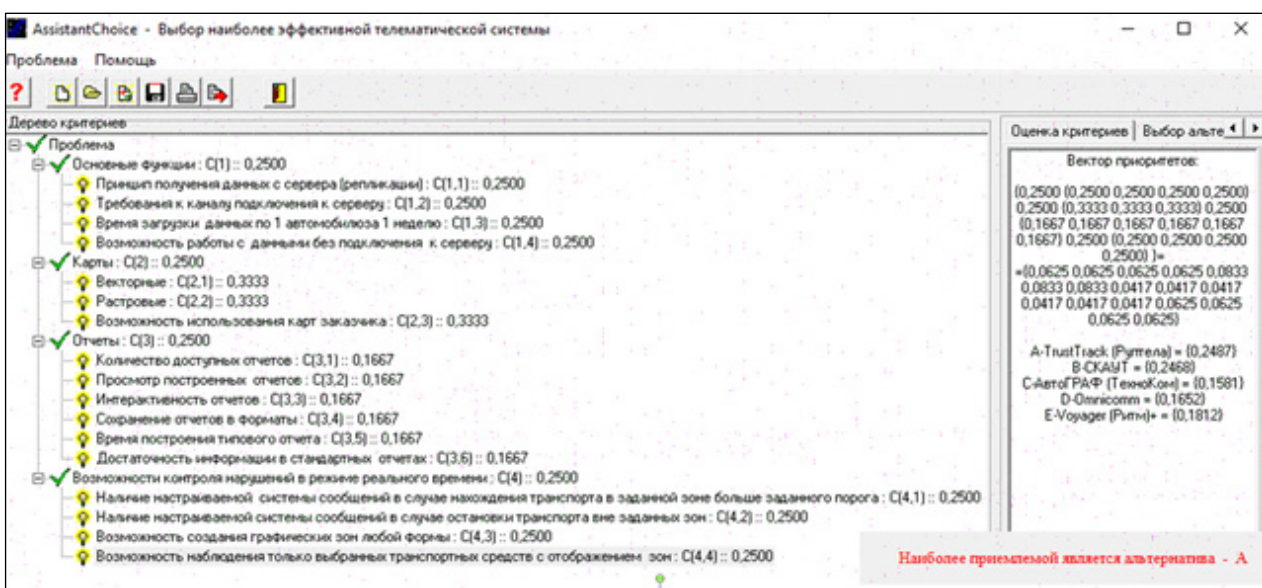 AssistantChoice - Выбор наиболее эффективной телематической системы
Проблема Помощь
?
Дерево критериев
Проблема
Основные функции : C(1) :: 0,2500
Принцип получения данных с сервера (репликации) : C(1,1) :: 0,2500
Требования к каналу подключения к серверу : C(1,2) :: 0,2500
Время загрузки данных по 1 автомобилюза 1 неделю : C(1,3) :: 0,2500
Возможность работы с данными без подключения к серверу : C(1,4) :: 0,2500
Карты : C(2) :: 0,2500
Векторные : C(2,1) :: 0,3333
Растровые : C(2,2) :: 0,3333
Возможность использования карт заказчика : C(2,3) :: 0,3333
Отчеты : C(3) :: 0,2500
Количество доступных отчетов : C(3,1) :: 0,1667
Просмотр построенных отчетов : C(3,2) :: 0,1667
Интерактивность отчетов : C(3,3) :: 0,1667
Сохранение отчетов в форматы : C(3,4) :: 0,1667
Время построения типового отчета : C(3,5) :: 0,1667
Достаточность информации в стандартных отчетах : C(3,6) :: 0,1667
Возможности контроля нарушений в режиме реального времени : C(4) :: 0,2500
Наличие настраиваемой системы сообщений в случае нахождения транспорта в заданной зоне больше заданного порога : C(4,1) :: 0,2500
Наличие настраиваемой системы сообщений в случае остановки транспорта вне заданных зон : C(4,2) :: 0,2500
Возможность создания графических зон любой формы : C(4,3) :: 0,2500
Возможность наблюдения только выбранных транспортных средств с отображением зон : C(4,4) :: 0,2500
Оценка критериев Выбор альте
Вектор приоритетов:
{0,2500 (0,2500 0,2500 0,2500 0,2500)
0,2500 (0,3333 0,3333 0,3333) 0,2500
(0,1667 0,1667 0,1667 0,1667 0,1667
0,1667) 0,2500 (0,2500 0,2500 0,2500
0,2500) }=
={0,0625 0,0625 0,0625 0,0625 0,0833
0,0833 0,0833 0,0417 0,0417 0,0417
0,0417 0,0417 0,0417 0,0625 0,0625
0,0625 0,0625}
A-TrustTrack (Руптела) = {0,2487}
B-СКАУТ = {0,2468}
C-АвтоГРАФ (ТехноКом) = {0,1581}
D-Omnicomm = {0,1652}
E-Voyager (Ритм)+ = {0,1812}
Наиболее приемлемой является альтернатива - A